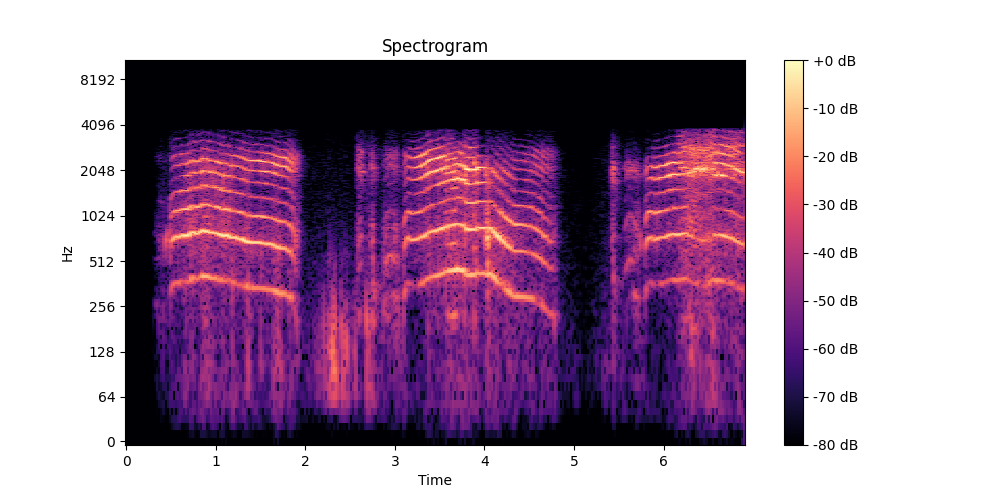 Spectrogram
8192
4096
2048
1024
512
256
128
64
0
Hz
0 1 2 3 4 5 6
Time
+0 dB
-10 dB
-20 dB
-30 dB
-40 dB
-50 dB
-60 dB
-70 dB
-80 dB